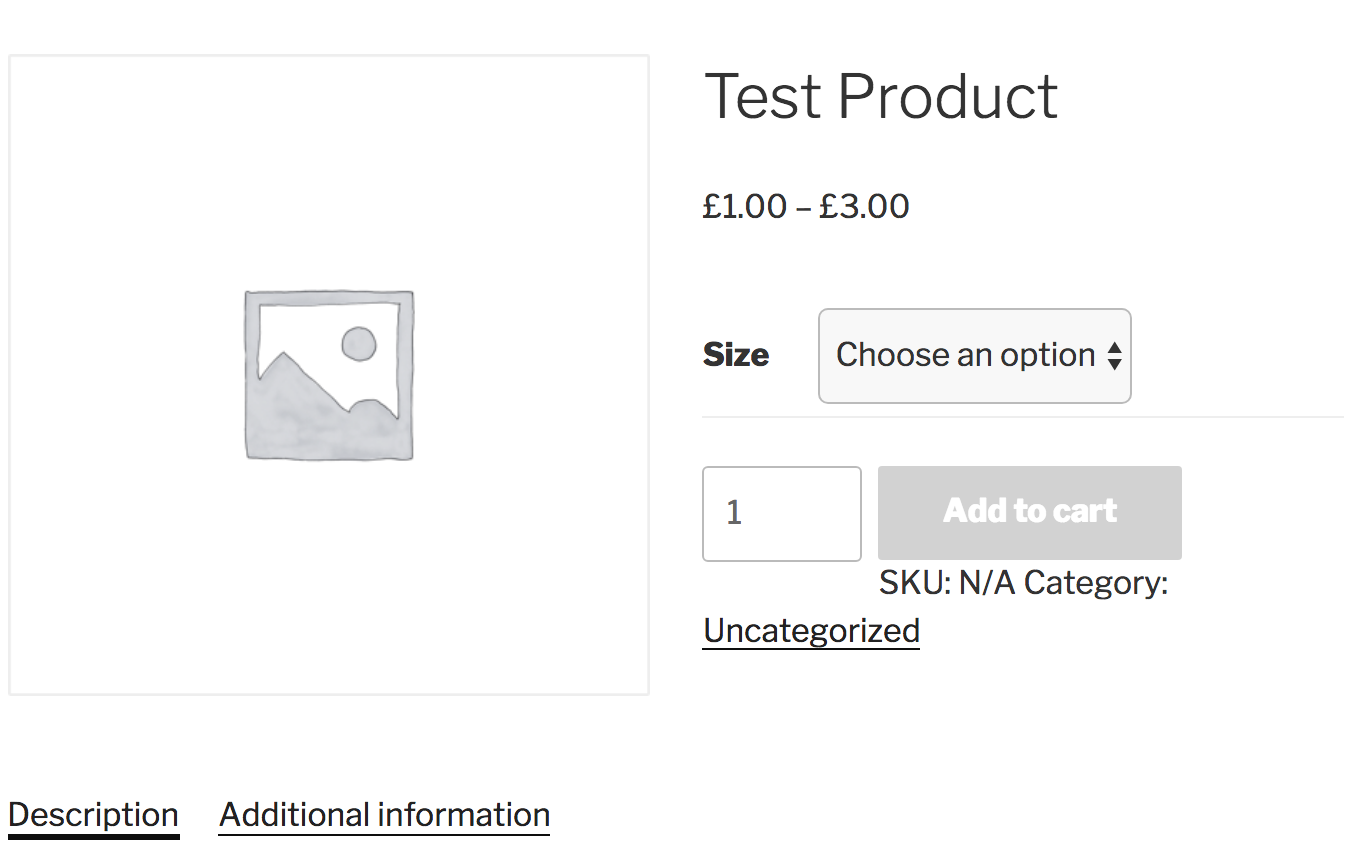 Test Product
£1.00 – £3.00
Size
Choose an option
1
Add to cart
SKU: N/A Category:
Uncategorized
Description
Additional information